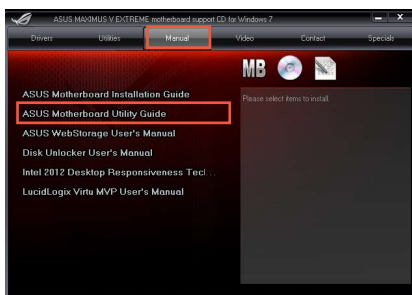 ASUS MAXIMUS V EXTREME motherboard support CD for Windows 7
Drivers Utilities Manual Video Contact Specials
MB
ASUS Motherboard Installation Guide
Please select items to install.
ASUS Motherboard Utility Guide
ASUS WebStorage User's Manual
Disk Unlocker User's Manual
Intel 2012 Desktop Responsiveness Tecl...
LucidLogix Virtu MVP User's Manual